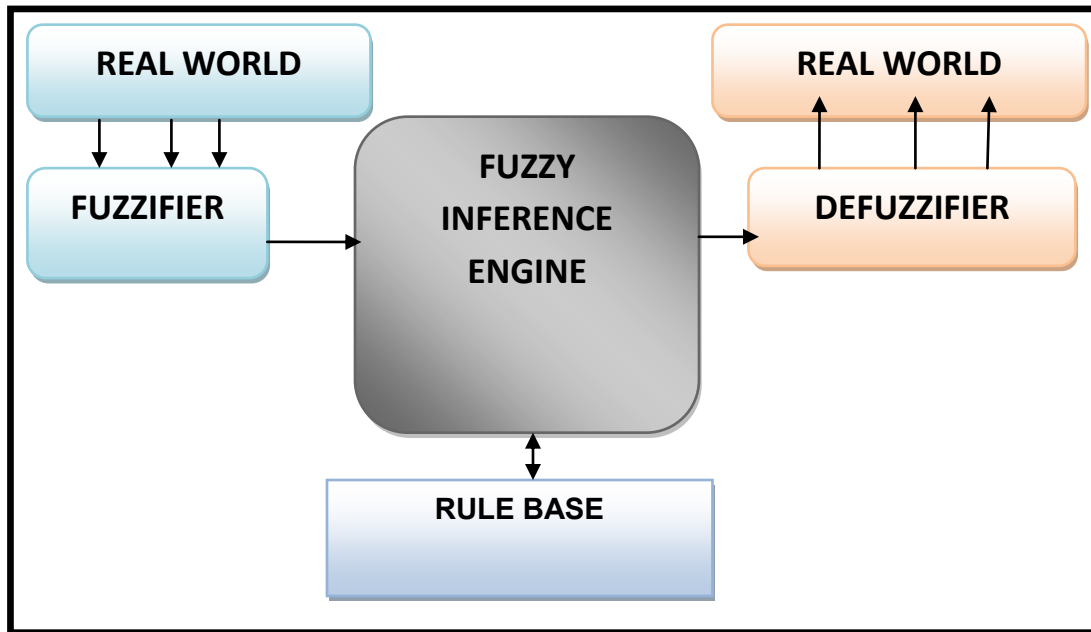 REAL WORLD
REAL WORLD
FUZZIFIER
FUZZY
INFERENCE
ENGINE
DEFUZZIFIER
RULE BASE